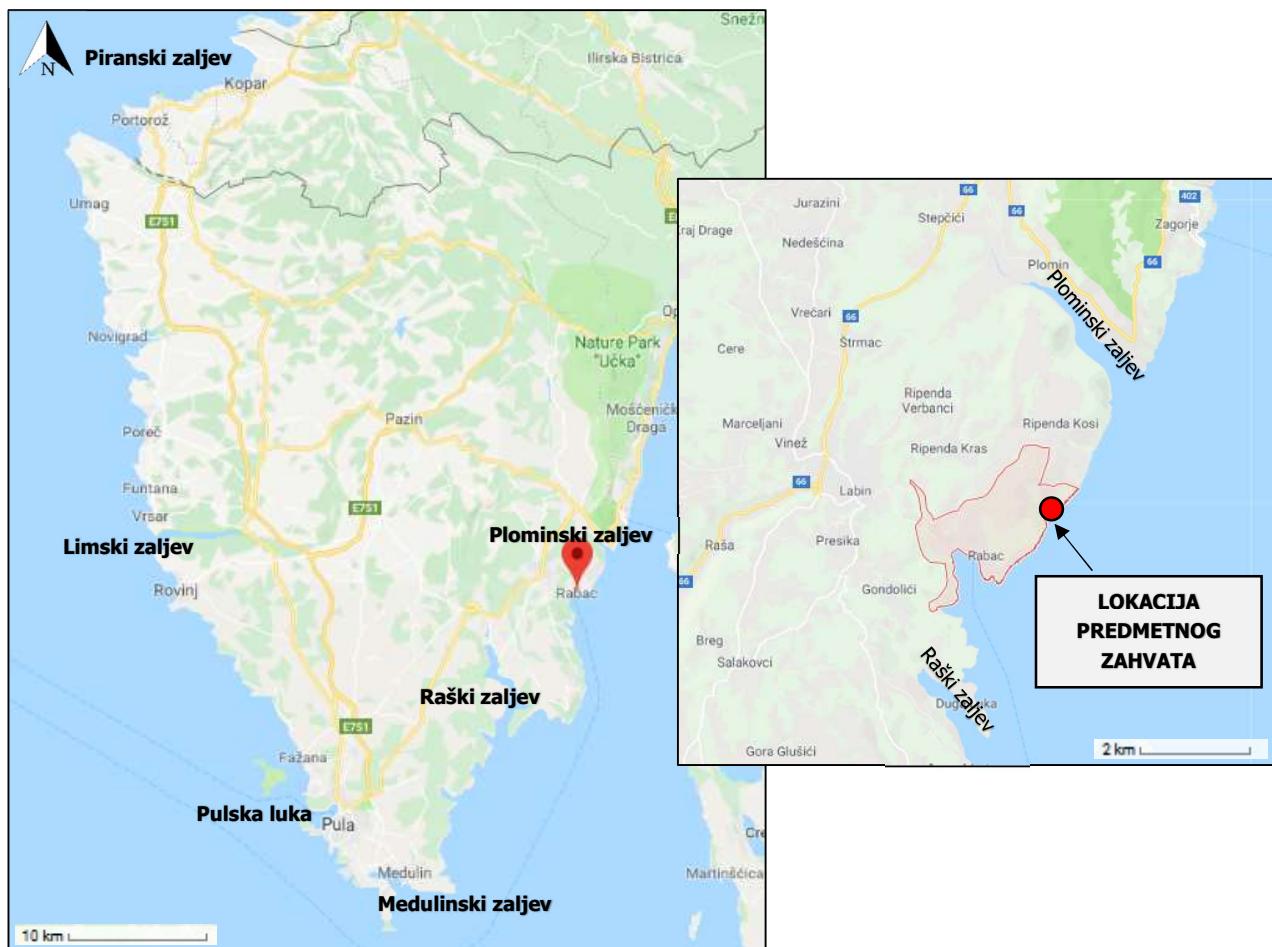 Snežn
N
Piranski zaljev
Ilirska Bistrica
Kopar
Portorož
Umag
E751
Novigrad
Nature Park
"Učka"
Mošćenička
Draga
Pazin
Poreč
Funtana
Vrsar
E751
Limski zaljev
Plominski zaljev
Rovinj
Rabac
Raški zaljev
E751
Fažana
Pulska luka
Pula
Medulin
Medulinski zaljev
Cre
Martinšćica
10 km
Jurazini
66
Stepčići
66
402
Zagorje
Kraj Drage
Nedešćina
Plomin
66
Plominski zaljev
Vrećari
66
Strmac
Cere
Ripenda
Verbanci
Marceljani
Vinež
Ripenda Kosi
Ripenda Kras
66
Labin
Raša
Presika
Rabac
66
Gondolići
LOKACIJA
PREDMETNOG
ZAHVATA
Breg
Salakovci
Raški zaljev
Gora Glušići
2 km